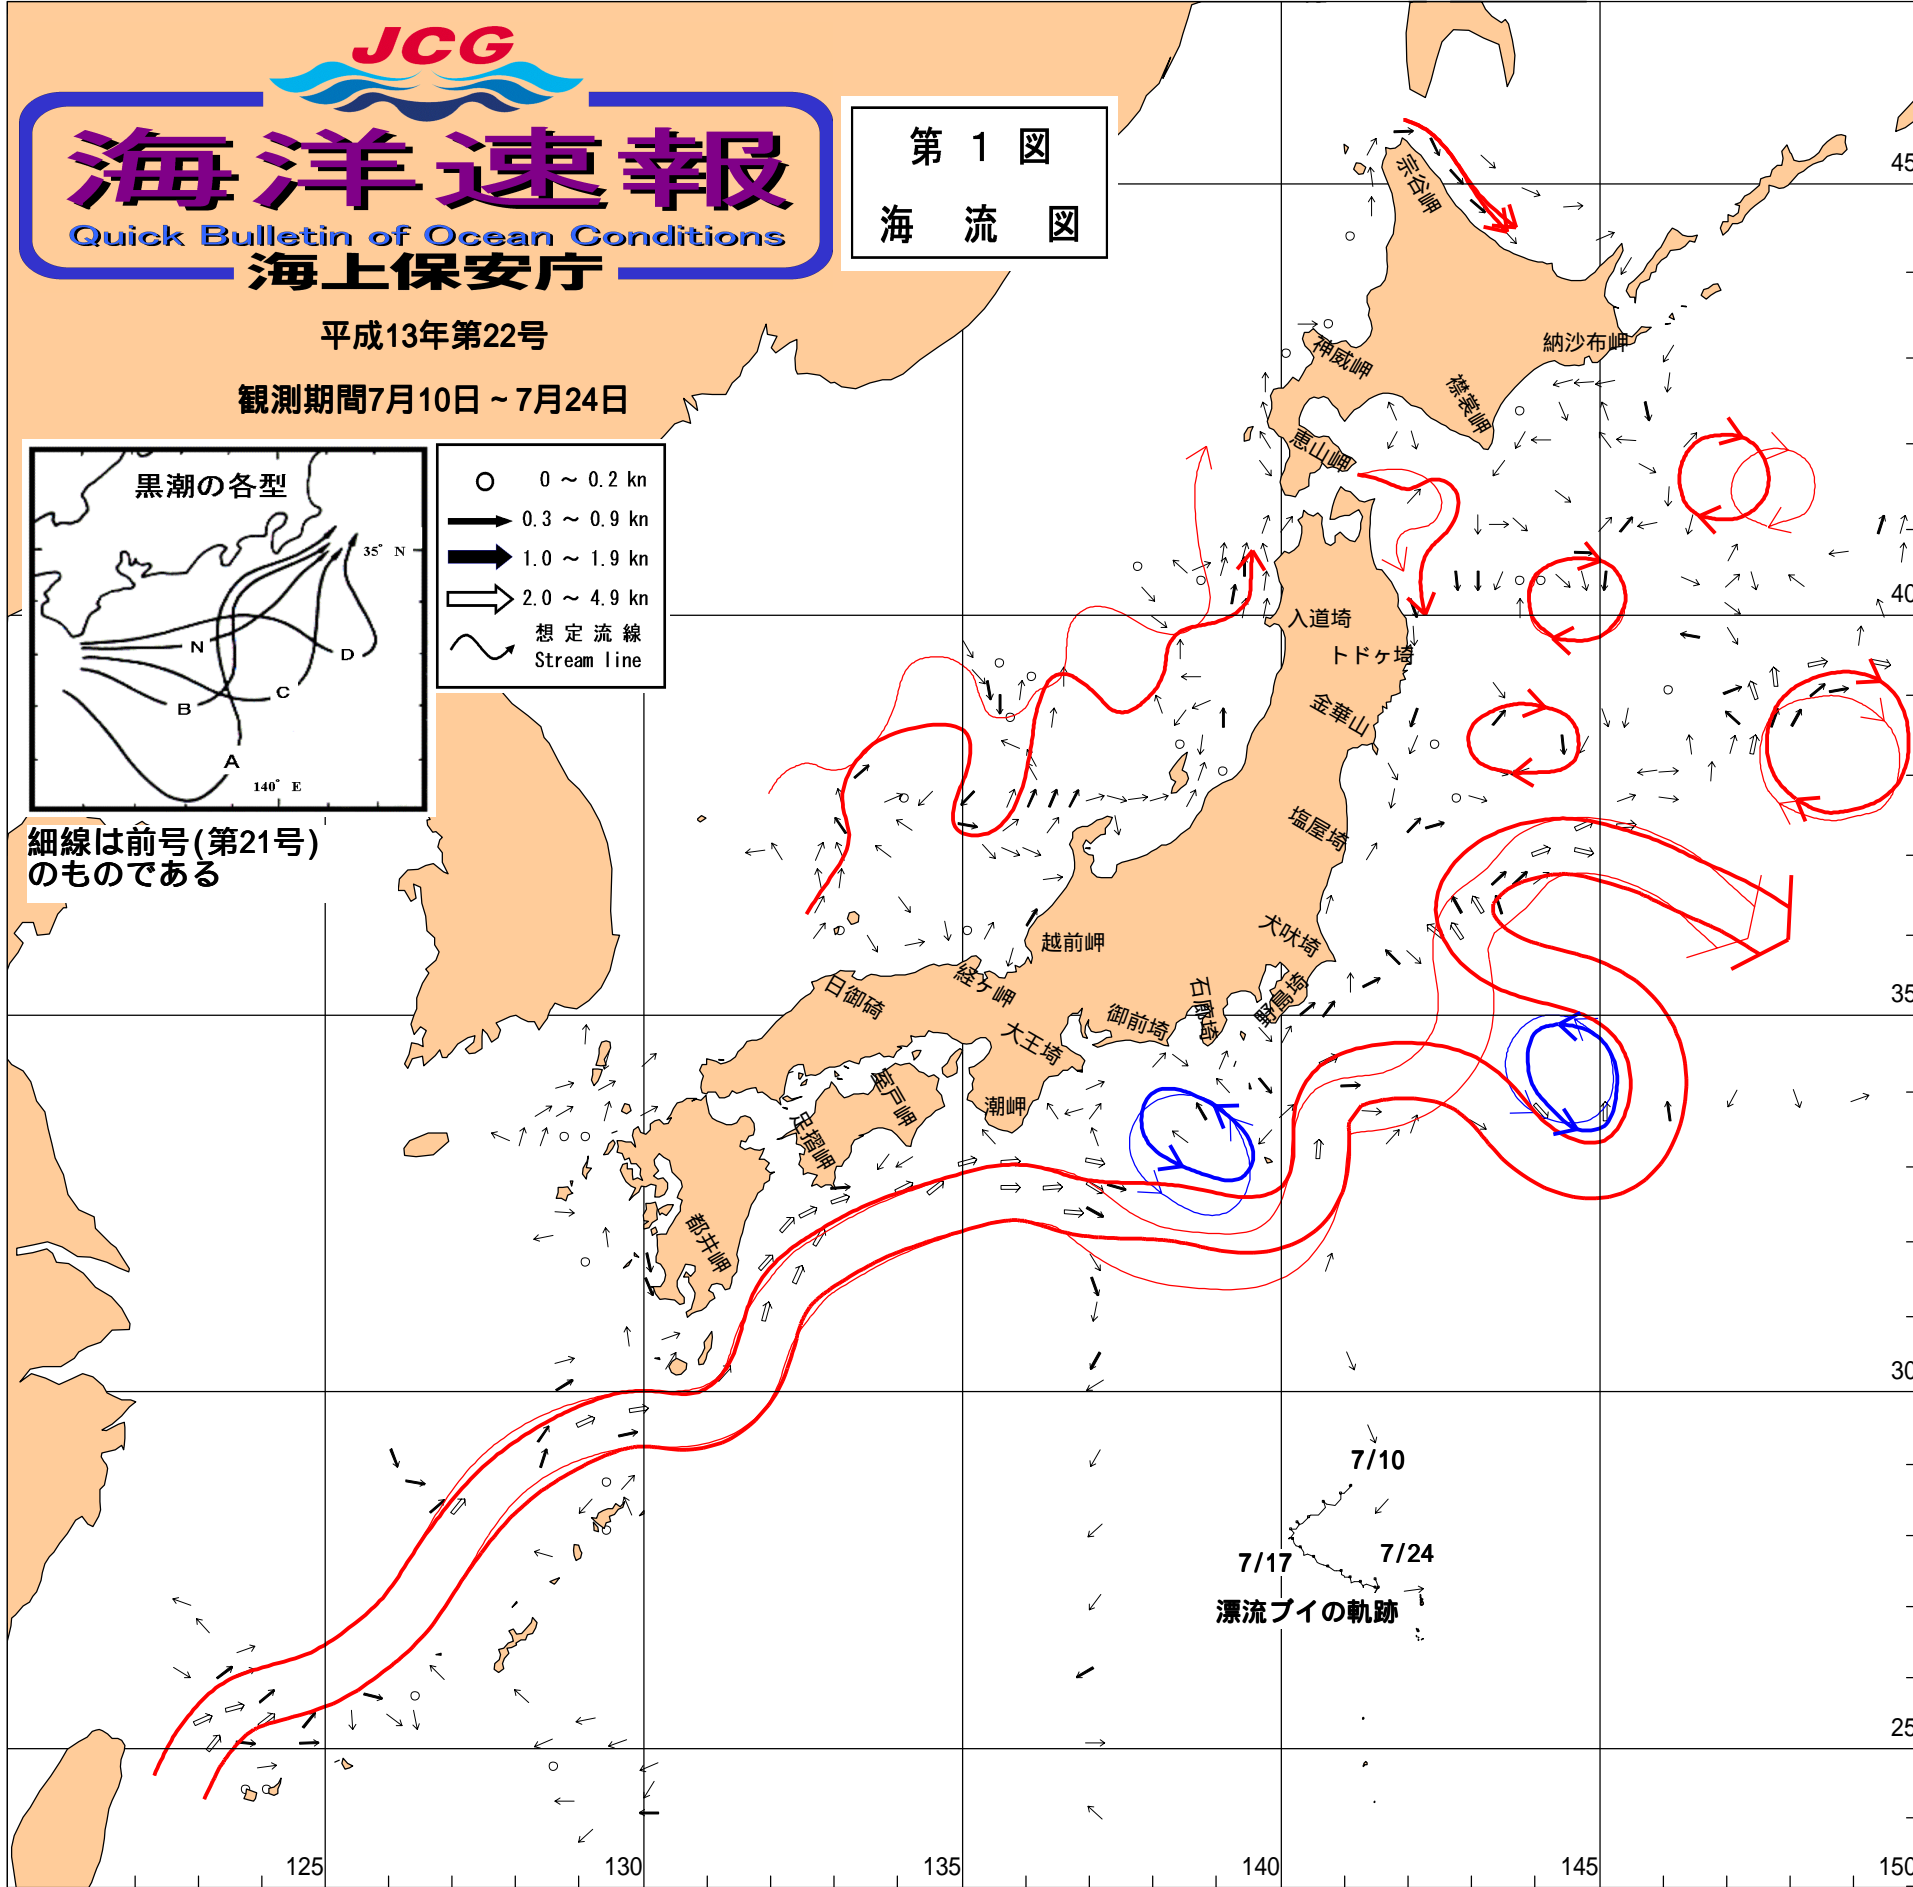 JCG
海洋速報
Quick Bulletin of Ocean Conditions
海上保安庁
平成13年第22号
観測期間7月10日～7月24日
第 1 図
海 流 図
黒潮の各型
35° N
N
D
B
C
A
140° E
0 ～ 0.2 kn
0.3 ～ 0.9 kn
1.0 ～ 1.9 kn
2.0 ～ 4.9 kn
想定流線
Stream line
細線は前号(第21号)
のものである
宗谷岬
納沙布岬
神威岬
襟裳岬
恵山岬
入道埼
トドヶ埼
金華山
塩屋埼
犬吠埼
越前岬
経ヶ岬
日御碕
石廊埼
野島埼
御前埼
大王埼
室戸岬
潮岬
足摺岬
都井岬
45
40
35
30
25
7/10
7/17
7/24
漂流ブイの軌跡
125
130
135
140
145
150